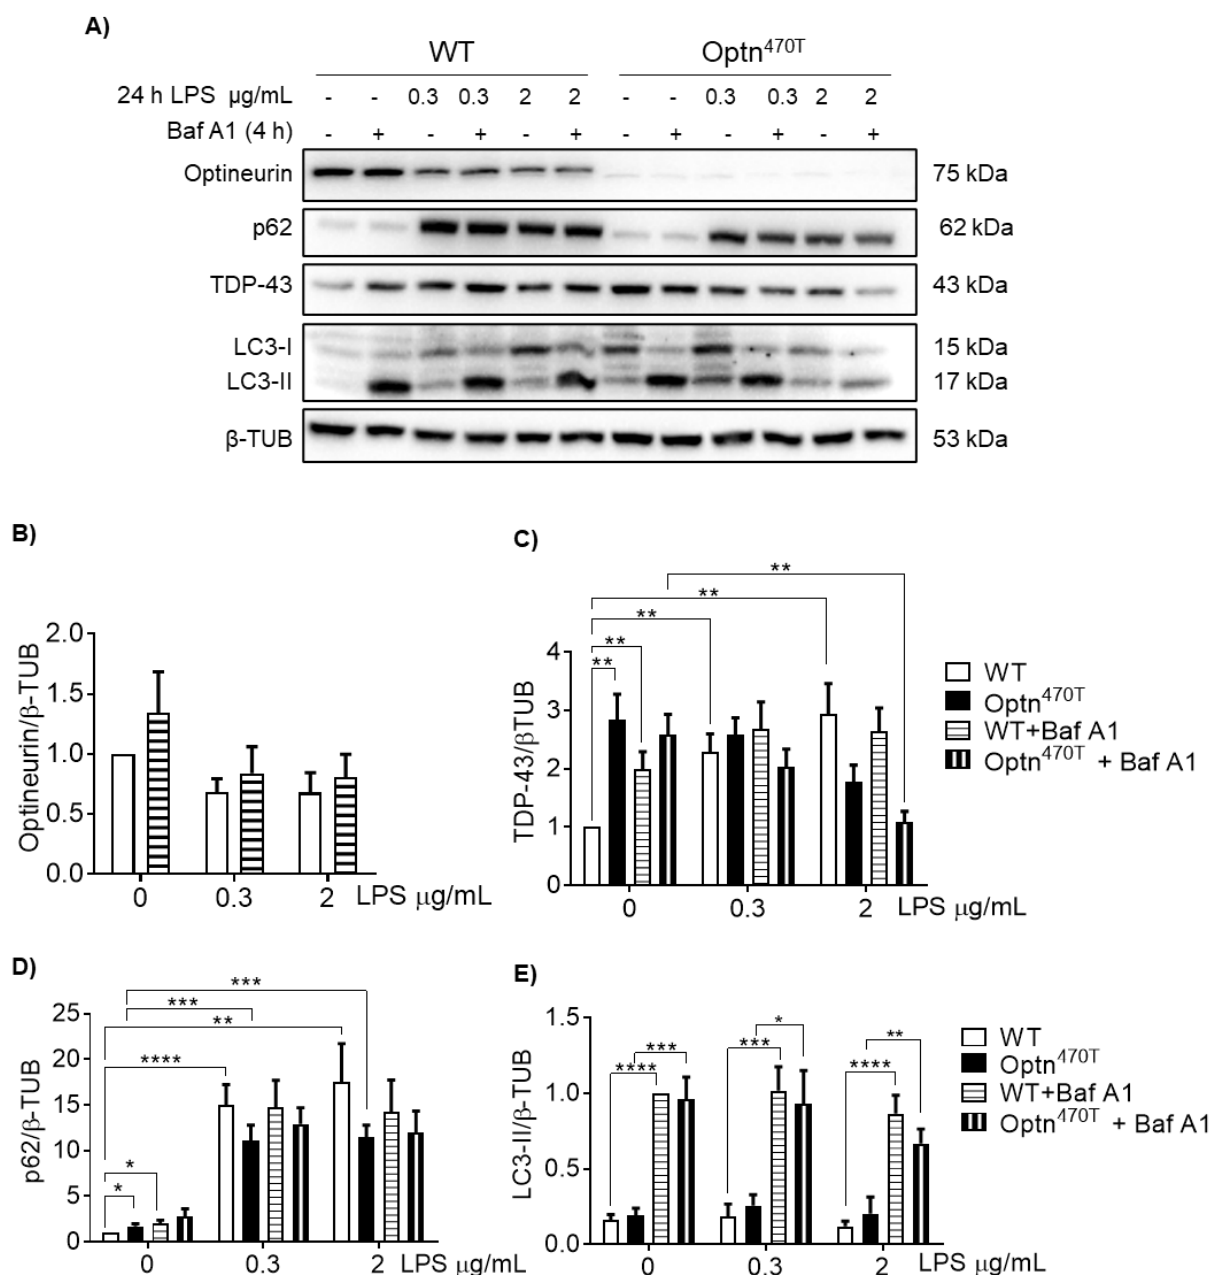 A)
WT Optn470T
24 h LPS µg/mL - - 0.3 0.3 2 2 - - 0.3 0.3 2 2
Baf A1 (4 h) - + - + - + - + - + - +
Optineurin 75 kDa
p62 62 kDa
TDP-43 43 kDa
LC3-I 15 kDa
LC3-II 17 kDa
β-TUB 53 kDa
B)
Optineurin/β-TUB
2.0
1.5
1.0
0.5
0.0
0 0.3 2 LPS µg/mL
C)
TDP-43/βTUB
**
**
**
**
**
4
3
2
1
0
0 0.3 2 LPS µg/mL
WT
Optn470T
WT+Baf A1
Optn470T + Baf A1
D)
p62/β-TUB
***
***
**
****
*
*
25
20
15
10
5
0
0 0.3 2 LPS µg/mL
E)
LC3-II/β-TUB
1.5
1.0
0.5
0.0
*** * **
**** *** ****
0 0.3 2 LPS µg/mL
WT
Optn470T
WT+Baf A1
Optn470T + Baf A1